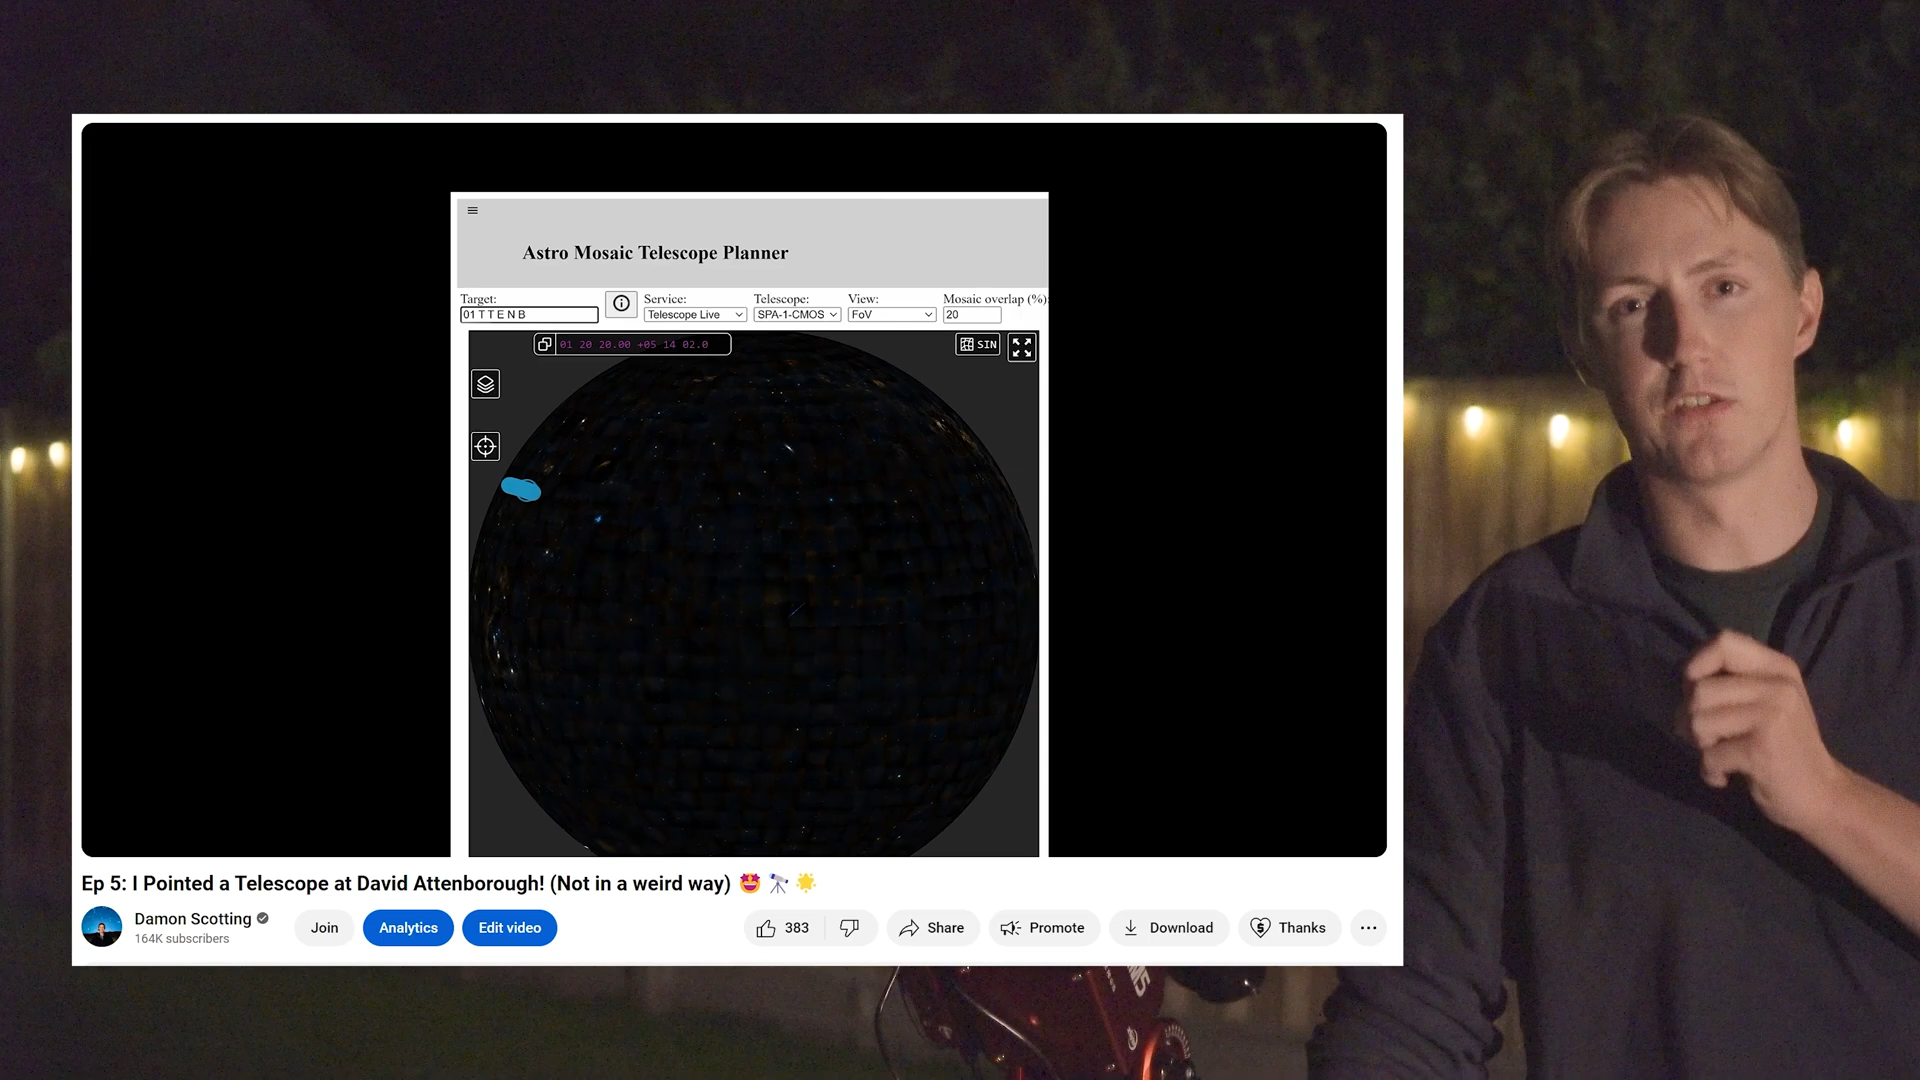 Astro Mosaic Telescope Planner
Target: Service: Telescope: View: Mosaic overlap (%):
01 T T E N B Telescope Live SPA-1-CMOS FoV 20
01 20 20.00 +05 14 02.0 SIN
Ep 5: I Pointed a Telescope at David Attenborough! (Not in a weird way) 🤩 🔭 🌟
Damon Scotting
164K subscribers
Join Analytics Edit video 383 Share Promote Download Thanks